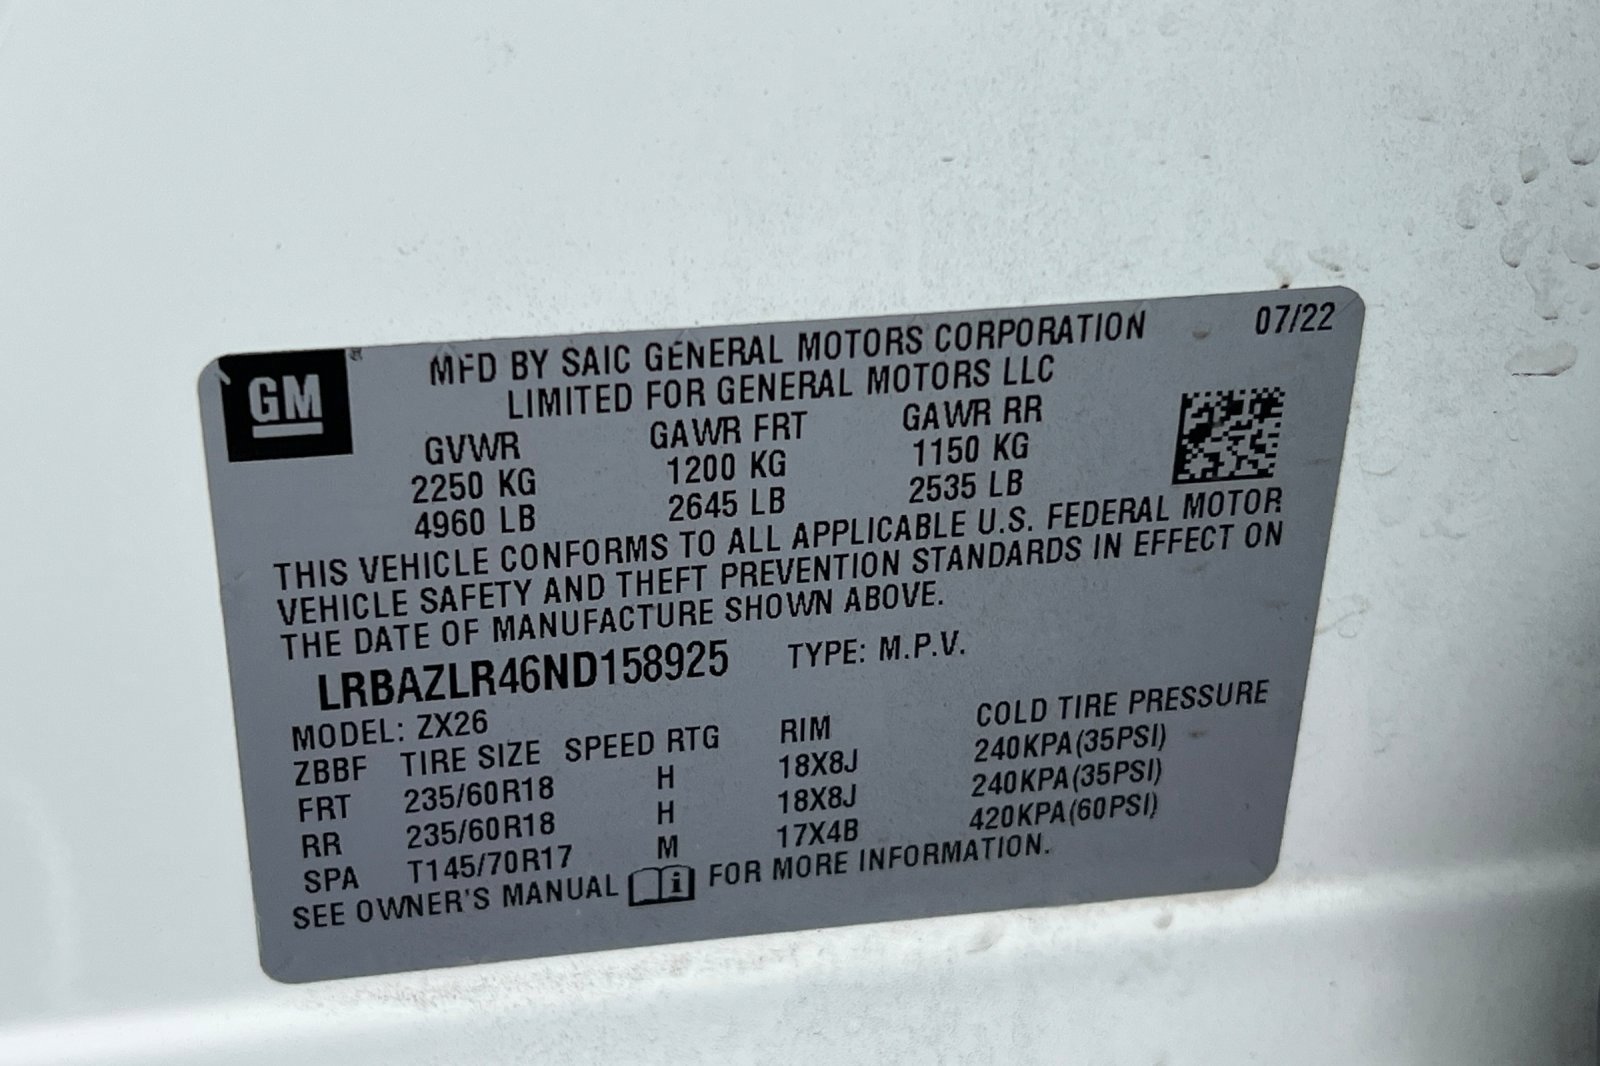 GM ®
MFD BY SAIC GENERAL MOTORS CORPORATION 07/22
LIMITED FOR GENERAL MOTORS LLC
GVWR GAWR FRT GAWR RR
2250 KG 1200 KG 1150 KG
4960 LB 2645 LB 2535 LB
THIS VEHICLE CONFORMS TO ALL APPLICABLE U.S. FEDERAL MOTOR
VEHICLE SAFETY AND THEFT PREVENTION STANDARDS IN EFFECT ON
THE DATE OF MANUFACTURE SHOWN ABOVE.
LRBAZLR46ND158925 TYPE: M.P.V.
MODEL: ZX26
ZBBF TIRE SIZE SPEED RTG RIM COLD TIRE PRESSURE
FRT 235/60R18 H 18X8J 240KPA(35PSI)
RR 235/60R18 H 18X8J 240KPA(35PSI)
SPA T145/70R17 M 17X4B 420KPA(60PSI)
SEE OWNER'S MANUAL i FOR MORE INFORMATION.